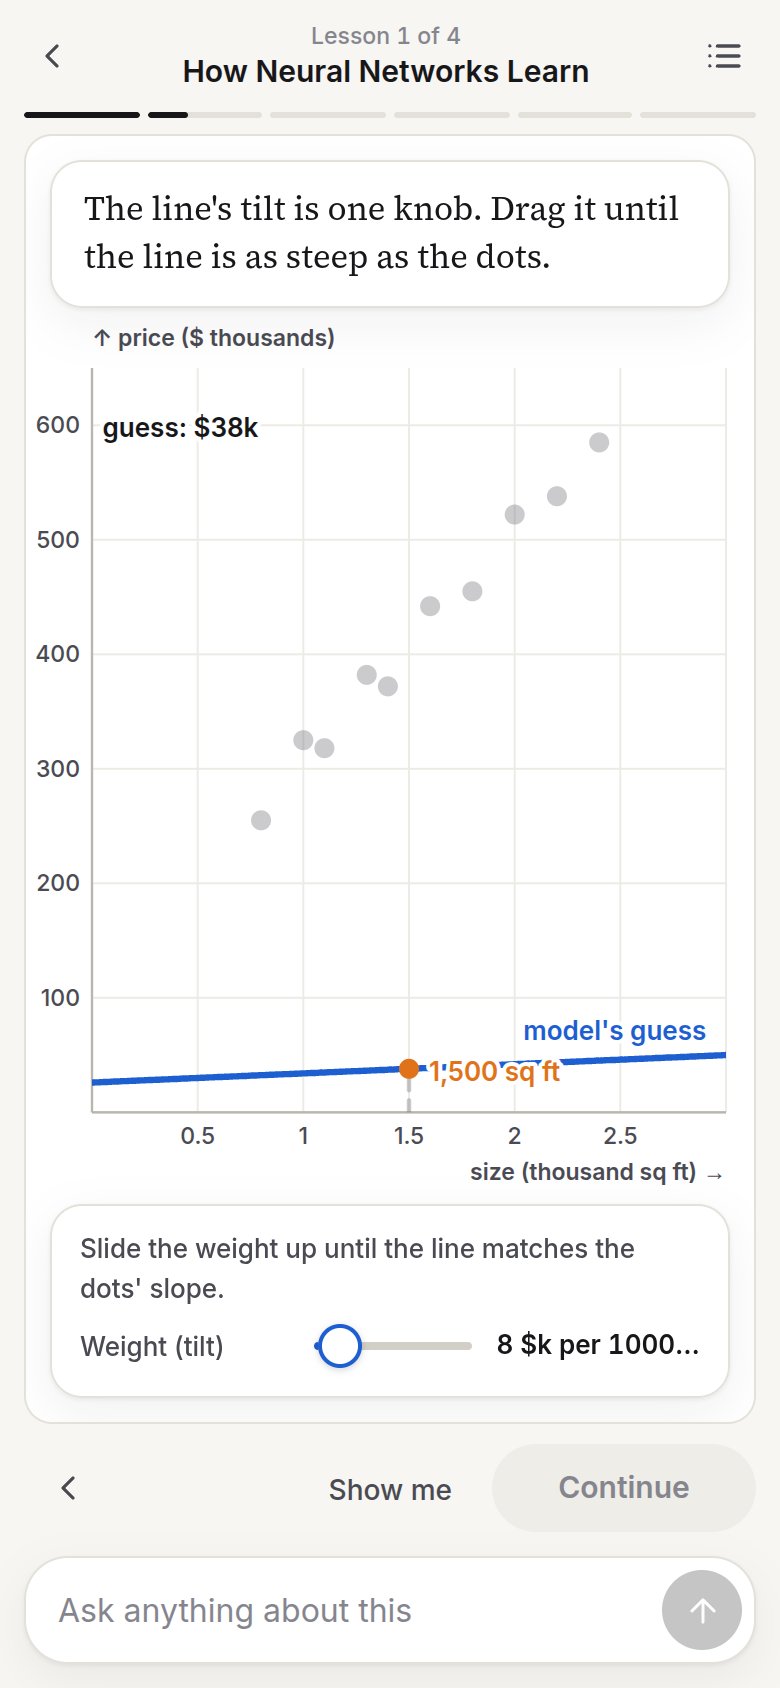 Lesson 1 of 4
How Neural Networks Learn
The line's tilt is one knob. Drag it until
the line is as steep as the dots.
↑ price ($ thousands)
600
guess: $38k
500
400
300
200
100
model's guess
1,500 sq ft
0.5 1 1.5 2 2.5
size (thousand sq ft) →
Slide the weight up until the line matches the
dots' slope.
Weight (tilt) 8 $k per 1000...
Show me Continue
Ask anything about this